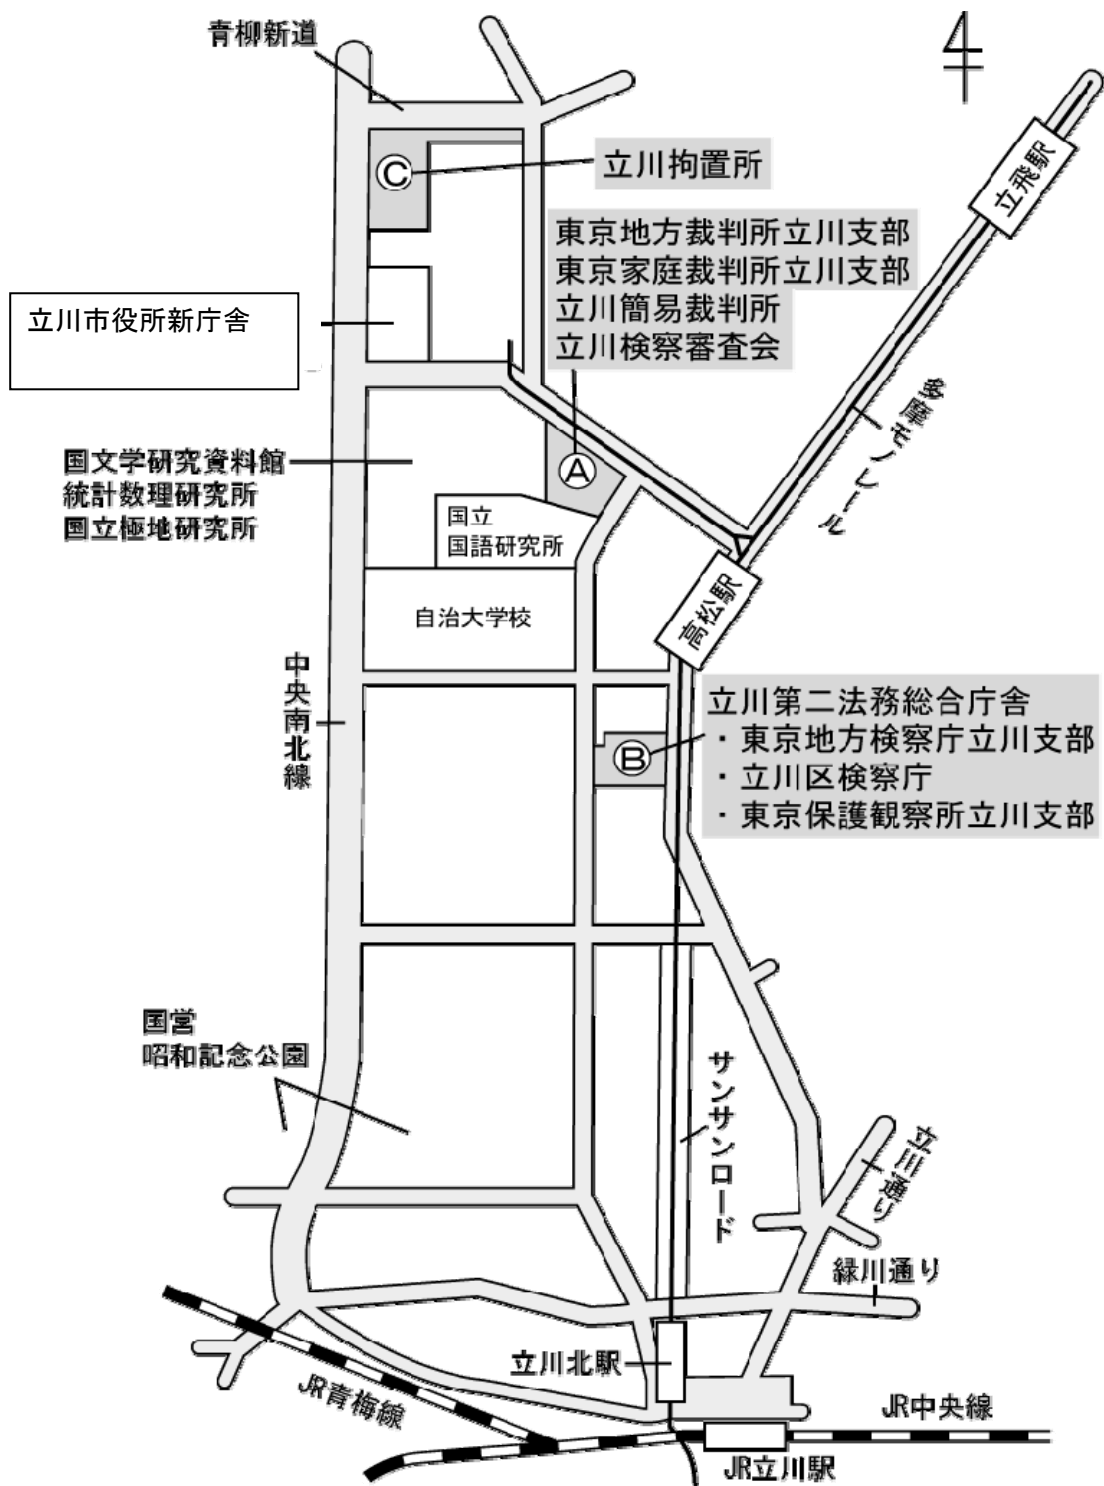 青柳新道
立飛駅
C
立川拘置所
東京地方裁判所立川支部
東京家庭裁判所立川支部
立川簡易裁判所
立川検察審査会
立川市役所新庁舎
多摩モノレール
国文学研究資料館
統計数理研究所
国立極地研究所
A
国立
国語研究所
高松駅
自治大学校
中央南北線
立川第二法務総合庁舎
・東京地方検察庁立川支部
・立川区検察庁
・東京保護観察所立川支部
B
国営
昭和記念公園
サンサンロード
立川通り
緑川通り
立川北駅
JR青梅線
JR中央線
JR立川駅